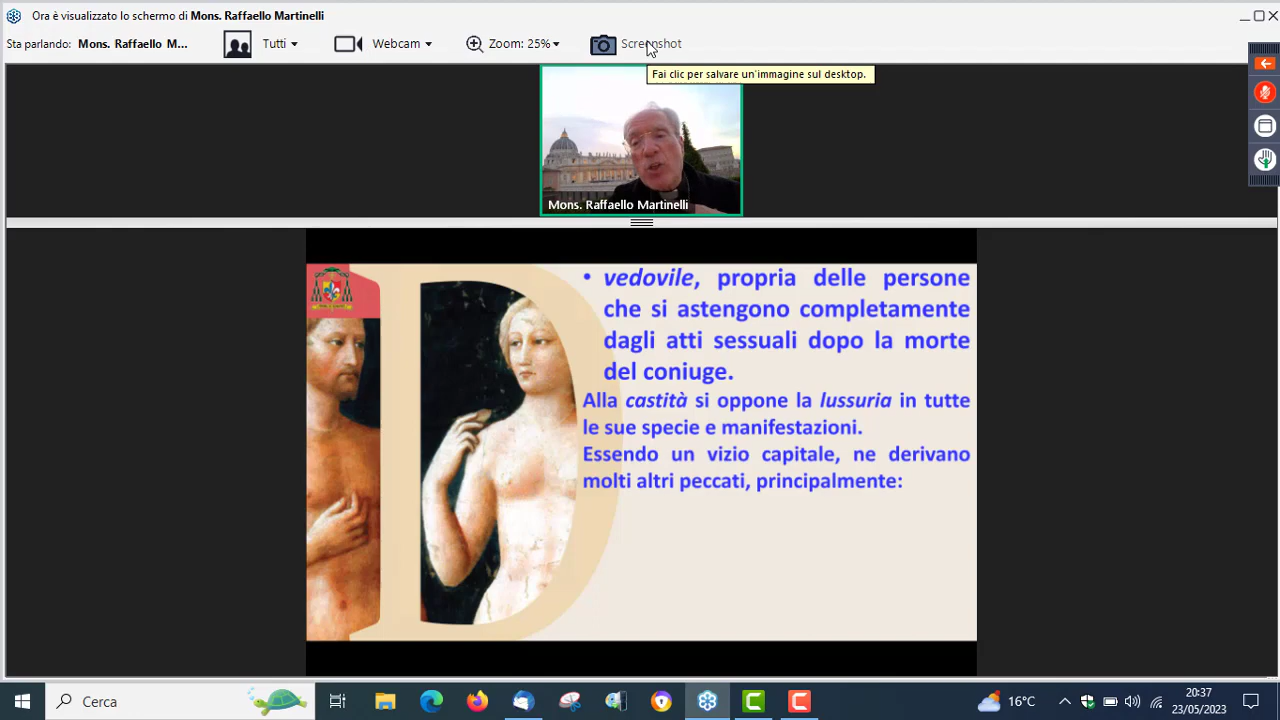 Ora è visualizzato lo schermo di Mons. Raffaello Martinelli
Sta parlando: Mons. Raffaello M... Tutti Webcam Zoom: 25% Screenshot
Fai clic per salvare un'immagine sul desktop.
Mons. Raffaello Martinelli
• vedovile, propria delle persone
che si astengono completamente
dagli atti sessuali dopo la morte
del coniuge.
Alla castità si oppone la lussuria in tutte
le sue specie e manifestazioni.
Essendo un vizio capitale, ne derivano
molti altri peccati, principalmente:
Cerca
16°C
20:37
23/05/2023